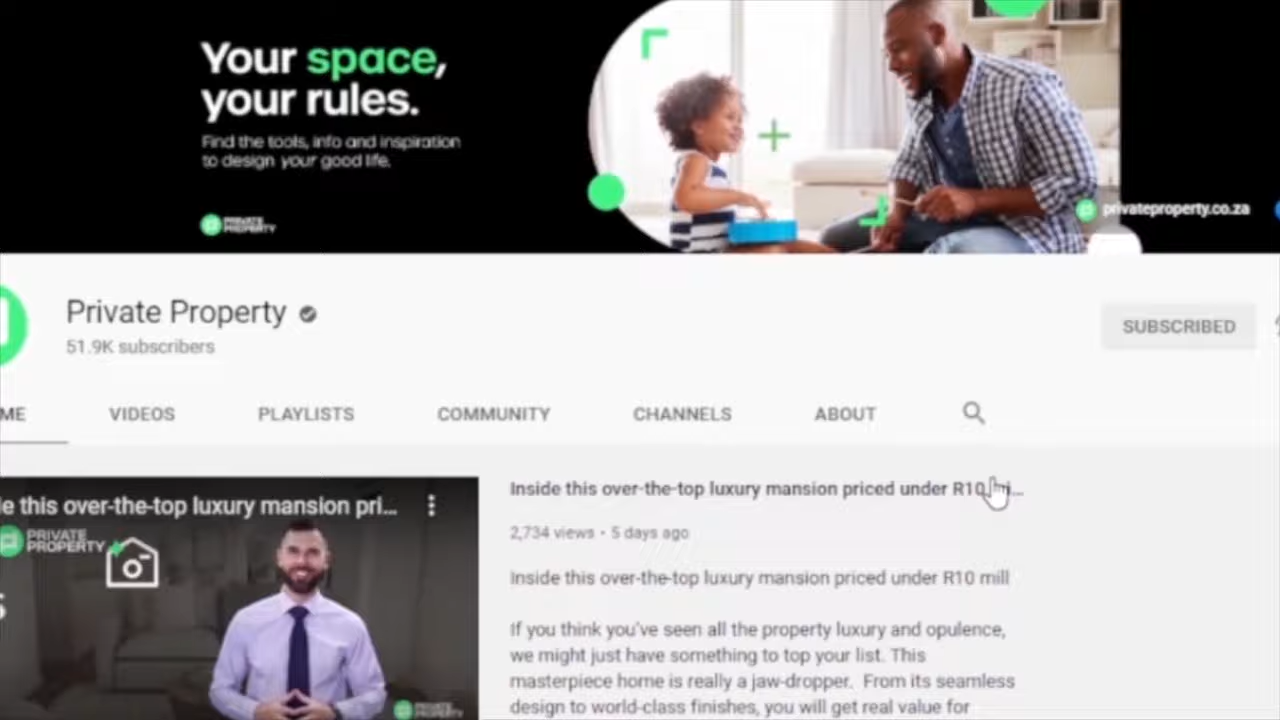 Your space,
your rules.
Find the tools, info and inspiration
to design your good life.
PRIVATE
PROPERTY
privateproperty.co.za
Private Property
51.9K subscribers
SUBSCRIBED
ME
VIDEOS
PLAYLISTS
COMMUNITY
CHANNELS
ABOUT
e this over-the-top luxury mansion pri...
PRIVATE
PROPERTY
PRIVATE
PROPERTY
Inside this over-the-top luxury mansion priced under R10 mi...
2,734 views • 5 days ago
Inside this over-the-top luxury mansion priced under R10 mill
If you think you've seen all the property luxury and opulence,
we might just have something to top your list. This
masterpiece home is really a jaw-dropper. From its seamless
design to world-class finishes, you will get real value for